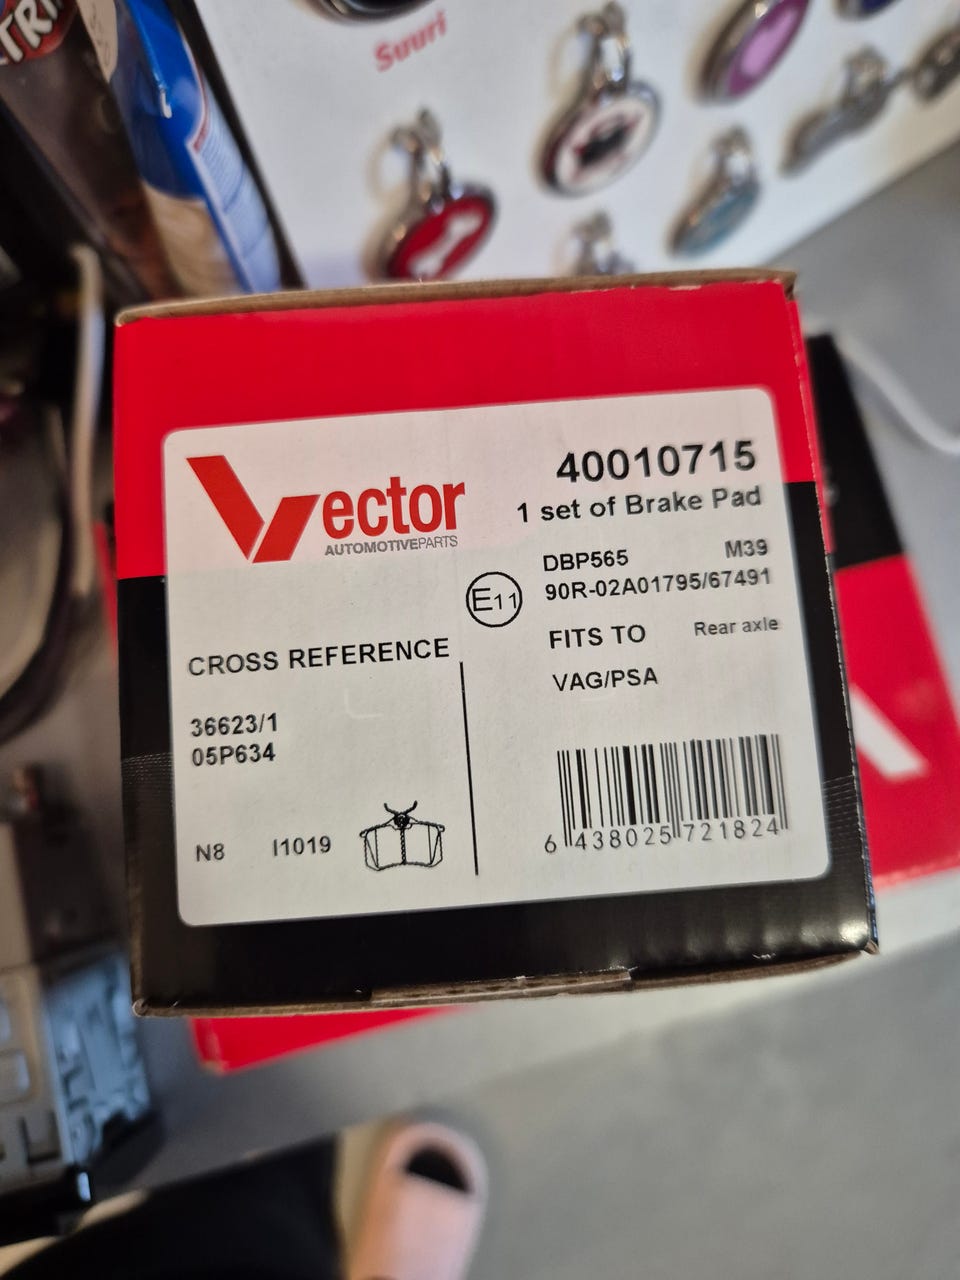 Suuri
Vector
AUTOMOTIVEPARTS
40010715
1 set of Brake Pad
DBP565 M39
90R-02A01795/67491
E11
FITS TO Rear axle
VAG/PSA
CROSS REFERENCE
36623/1
05P634
N8 I1019
6 438025 721824